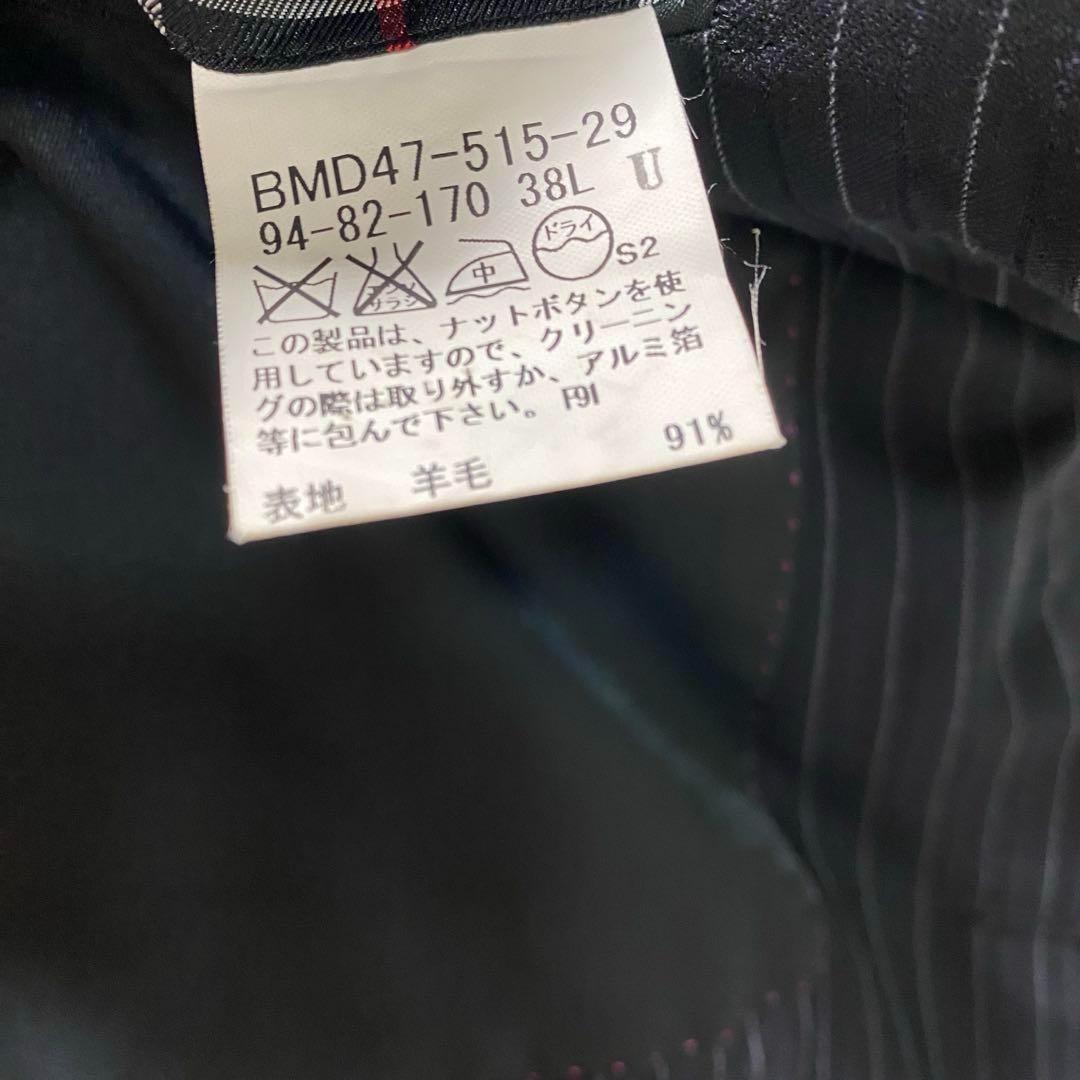 BMD47-515-29
94-82-170 38L U
サラシ 中 ドライ S2
この製品は、ナットボタンを使
用していますので、クリーニン
グの際は取り外すか、アルミ箔
等に包んで下さい。 F91
表地 羊毛 91%